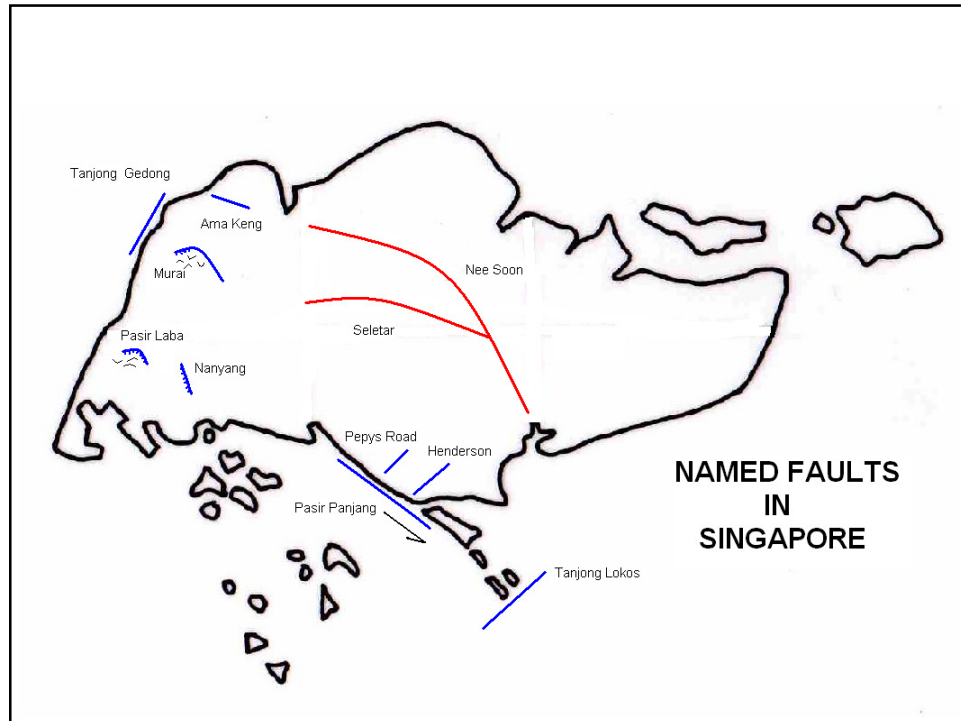 Tanjong Gedong
Ama Keng
Nee Soon
Murai
Seletar
Pasir Laba
Nanyang
Pepys Road
Henderson
Pasir Panjang
NAMED FAULTS
IN
SINGAPORE
Tanjong Lokos